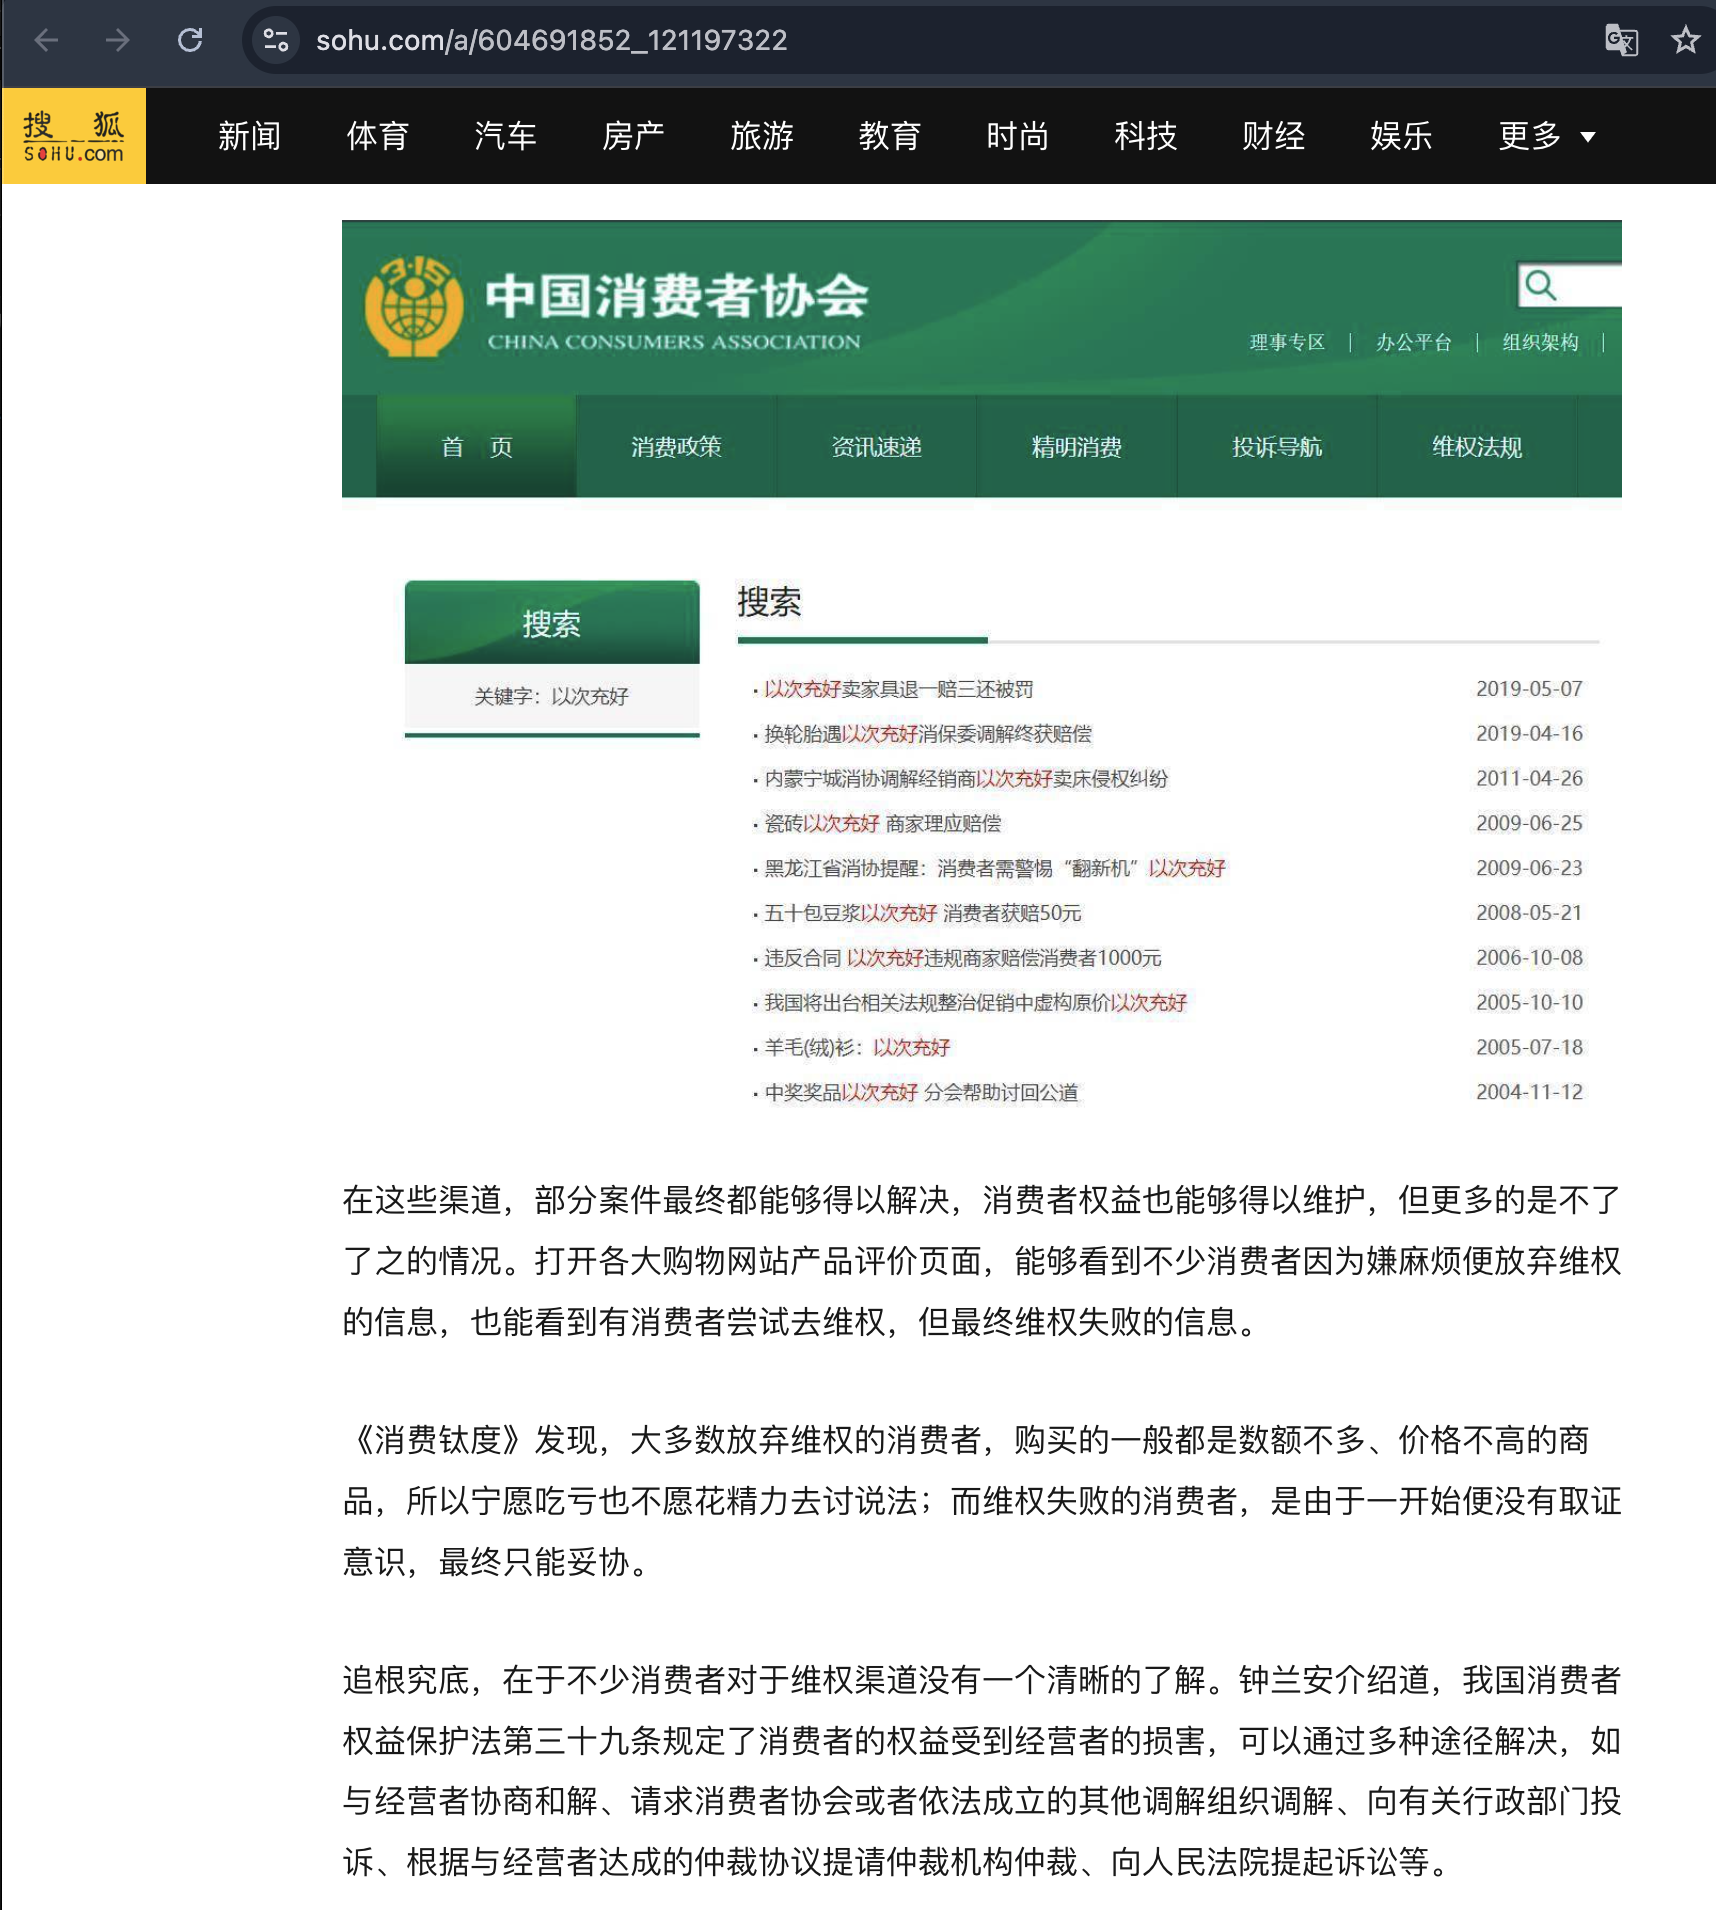 sohu.com/a/604691852_121197322
搜狐
SOHU.com
新闻 体育 汽车 房产 旅游 教育 时尚 科技 财经 娱乐 更多
3·15
中国消费者协会
CHINA CONSUMERS ASSOCIATION
理事专区 | 办公平台 | 组织架构 |
首 页 消费政策 资讯速递 精明消费 投诉导航 维权法规
搜索
关键字：以次充好
搜索
· 以次充好卖家具退一赔三还被罚 2019-05-07
· 换轮胎遇以次充好消保委调解终获赔偿 2019-04-16
· 内蒙宁城消协调解经销商以次充好卖床侵权纠纷 2011-04-26
· 瓷砖以次充好 商家理应赔偿 2009-06-25
· 黑龙江省消协提醒：消费者需警惕“翻新机”以次充好 2009-06-23
· 五十包豆浆以次充好 消费者获赔50元 2008-05-21
· 违反合同 以次充好违规商家赔偿消费者1000元 2006-10-08
· 我国将出台相关法规整治促销中虚构原价以次充好 2005-10-10
· 羊毛(绒)衫：以次充好 2005-07-18
· 中奖奖品以次充好 分会帮助讨回公道 2004-11-12
在这些渠道，部分案件最终都能够得以解决，消费者权益也能够得以维护，但更多的是不了
了之的情况。打开各大购物网站产品评价页面，能够看到不少消费者因为嫌麻烦便放弃维权
的信息，也能看到有消费者尝试去维权，但最终维权失败的信息。
《消费钛度》发现，大多数放弃维权的消费者，购买的一般都是数额不多、价格不高的商
品，所以宁愿吃亏也不愿花精力去讨说法；而维权失败的消费者，是由于一开始便没有取证
意识，最终只能妥协。
追根究底，在于不少消费者对于维权渠道没有一个清晰的了解。钟兰安介绍道，我国消费者
权益保护法第三十九条规定了消费者的权益受到经营者的损害，可以通过多种途径解决，如
与经营者协商和解、请求消费者协会或者依法成立的其他调解组织调解、向有关行政部门投
诉、根据与经营者达成的仲裁协议提请仲裁机构仲裁、向人民法院提起诉讼等。